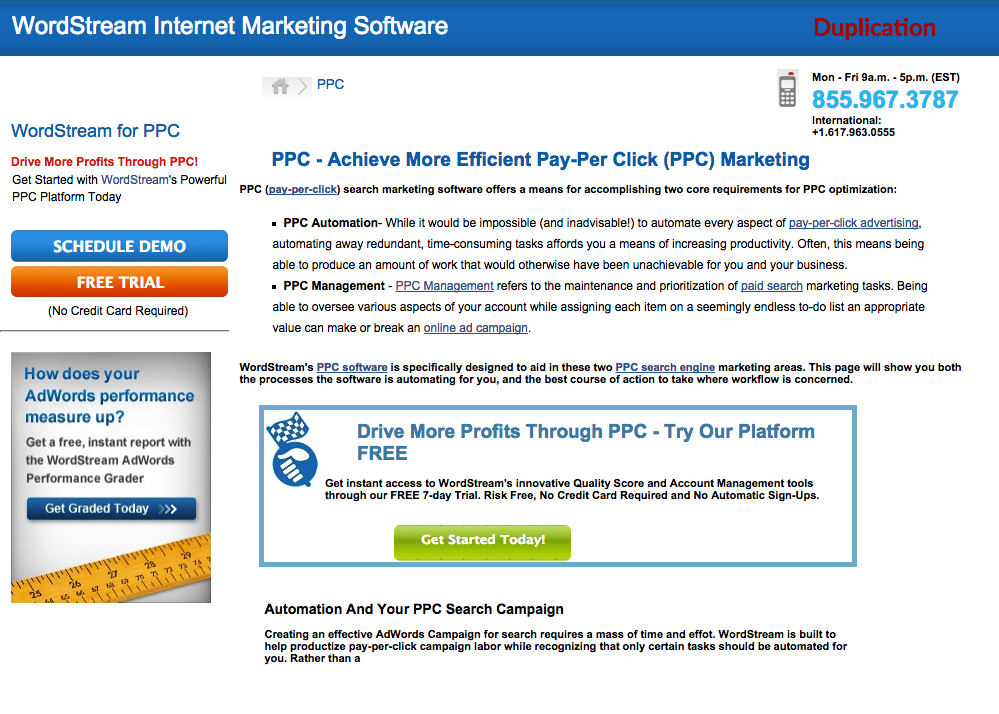 WordStream Internet Marketing Software
Duplication
PPC
Mon - Fri 9a.m. - 5p.m. (EST)
855.967.3787
International:
+1.617.963.0555
WordStream for PPC
Drive More Profits Through PPC!
Get Started with WordStream's Powerful
PPC Platform Today
SCHEDULE DEMO
FREE TRIAL
(No Credit Card Required)
How does your
AdWords performance
measure up?
Get a free, instant report with
the WordStream AdWords
Performance Grader
Get Graded Today >>>
25 26 27 28 29
64 65 66 67 68 69 70 71 72 73 74
PPC - Achieve More Efficient Pay-Per Click (PPC) Marketing
PPC (pay-per-click) search marketing software offers a means for accomplishing two core requirements for PPC optimization:
▪ PPC Automation- While it would be impossible (and inadvisable!) to automate every aspect of pay-per-click advertising,
automating away redundant, time-consuming tasks affords you a means of increasing productivity. Often, this means being
able to produce an amount of work that would otherwise have been unachievable for you and your business.
▪ PPC Management - PPC Management refers to the maintenance and prioritization of paid search marketing tasks. Being
able to oversee various aspects of your account while assigning each item on a seemingly endless to-do list an appropriate
value can make or break an online ad campaign.
WordStream's PPC software is specifically designed to aid in these two PPC search engine marketing areas. This page will show you both
the processes the software is automating for you, and the best course of action to take where workflow is concerned.
Drive More Profits Through PPC - Try Our Platform
FREE
Get instant access to WordStream's innovative Quality Score and Account Management tools
through our FREE 7-day Trial. Risk Free, No Credit Card Required and No Automatic Sign-Ups.
Get Started Today!
Automation And Your PPC Search Campaign
Creating an effective AdWords Campaign for search requires a mass of time and effot. WordStream is built to
help productize pay-per-click campaign labor while recognizing that only certain tasks should be automated for
you. Rather than a